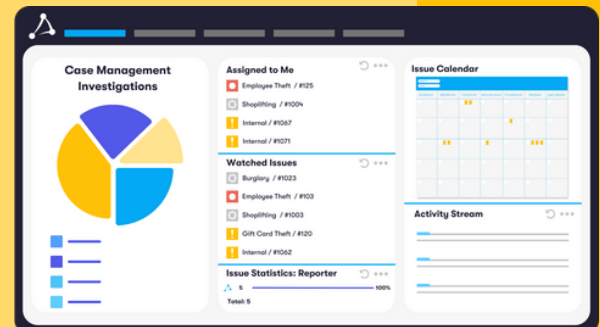 Case Management
Investigations
Assigned to Me
Employee Theft / #125
Shoplifting / #1004
Internal / #1067
Internal / #1071
Watched Issues
Burglary / #1023
Employee Theft / #103
Shoplifting / #1003
Gift Card Theft / #120
Internal / #1062
Issue Statistics: Reporter
5
100%
Total: 5
Issue Calendar
Activity Stream